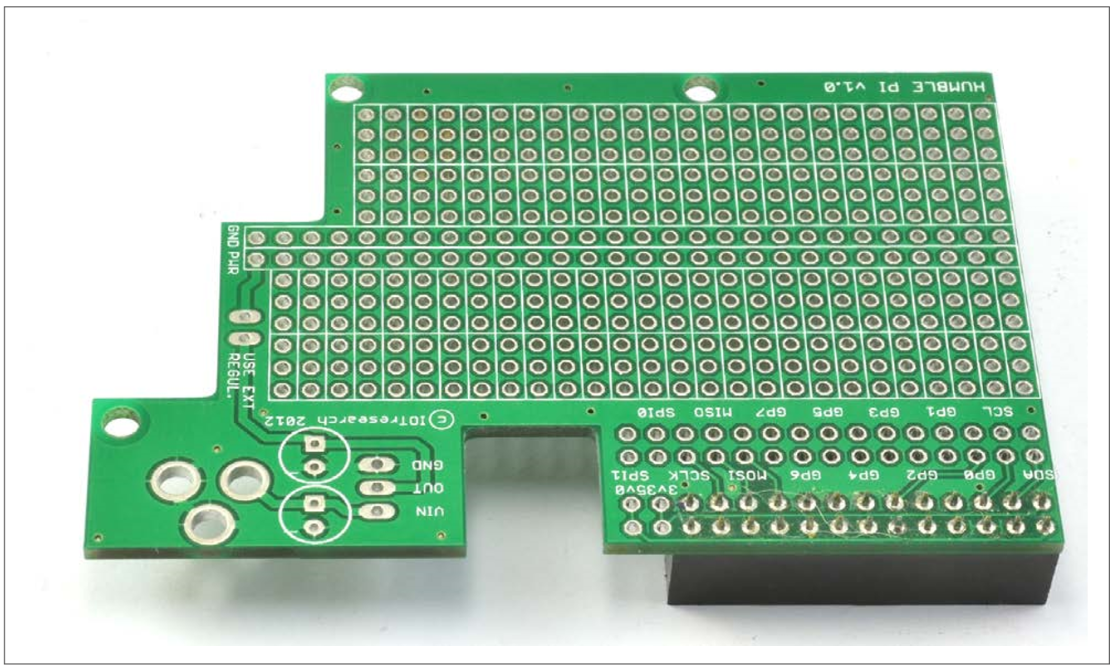 HUMBLE PI v1.0
GND PWR
USE EXT
REGUL.
©IOTresearch 2012
GND
OUT
VIN
SCL GP1 GP3 GP5 GP7 MISO SPI0
SDA GP0 GP2 GP4 GP6 MOSI SCLK SPI1
3v3 5v0